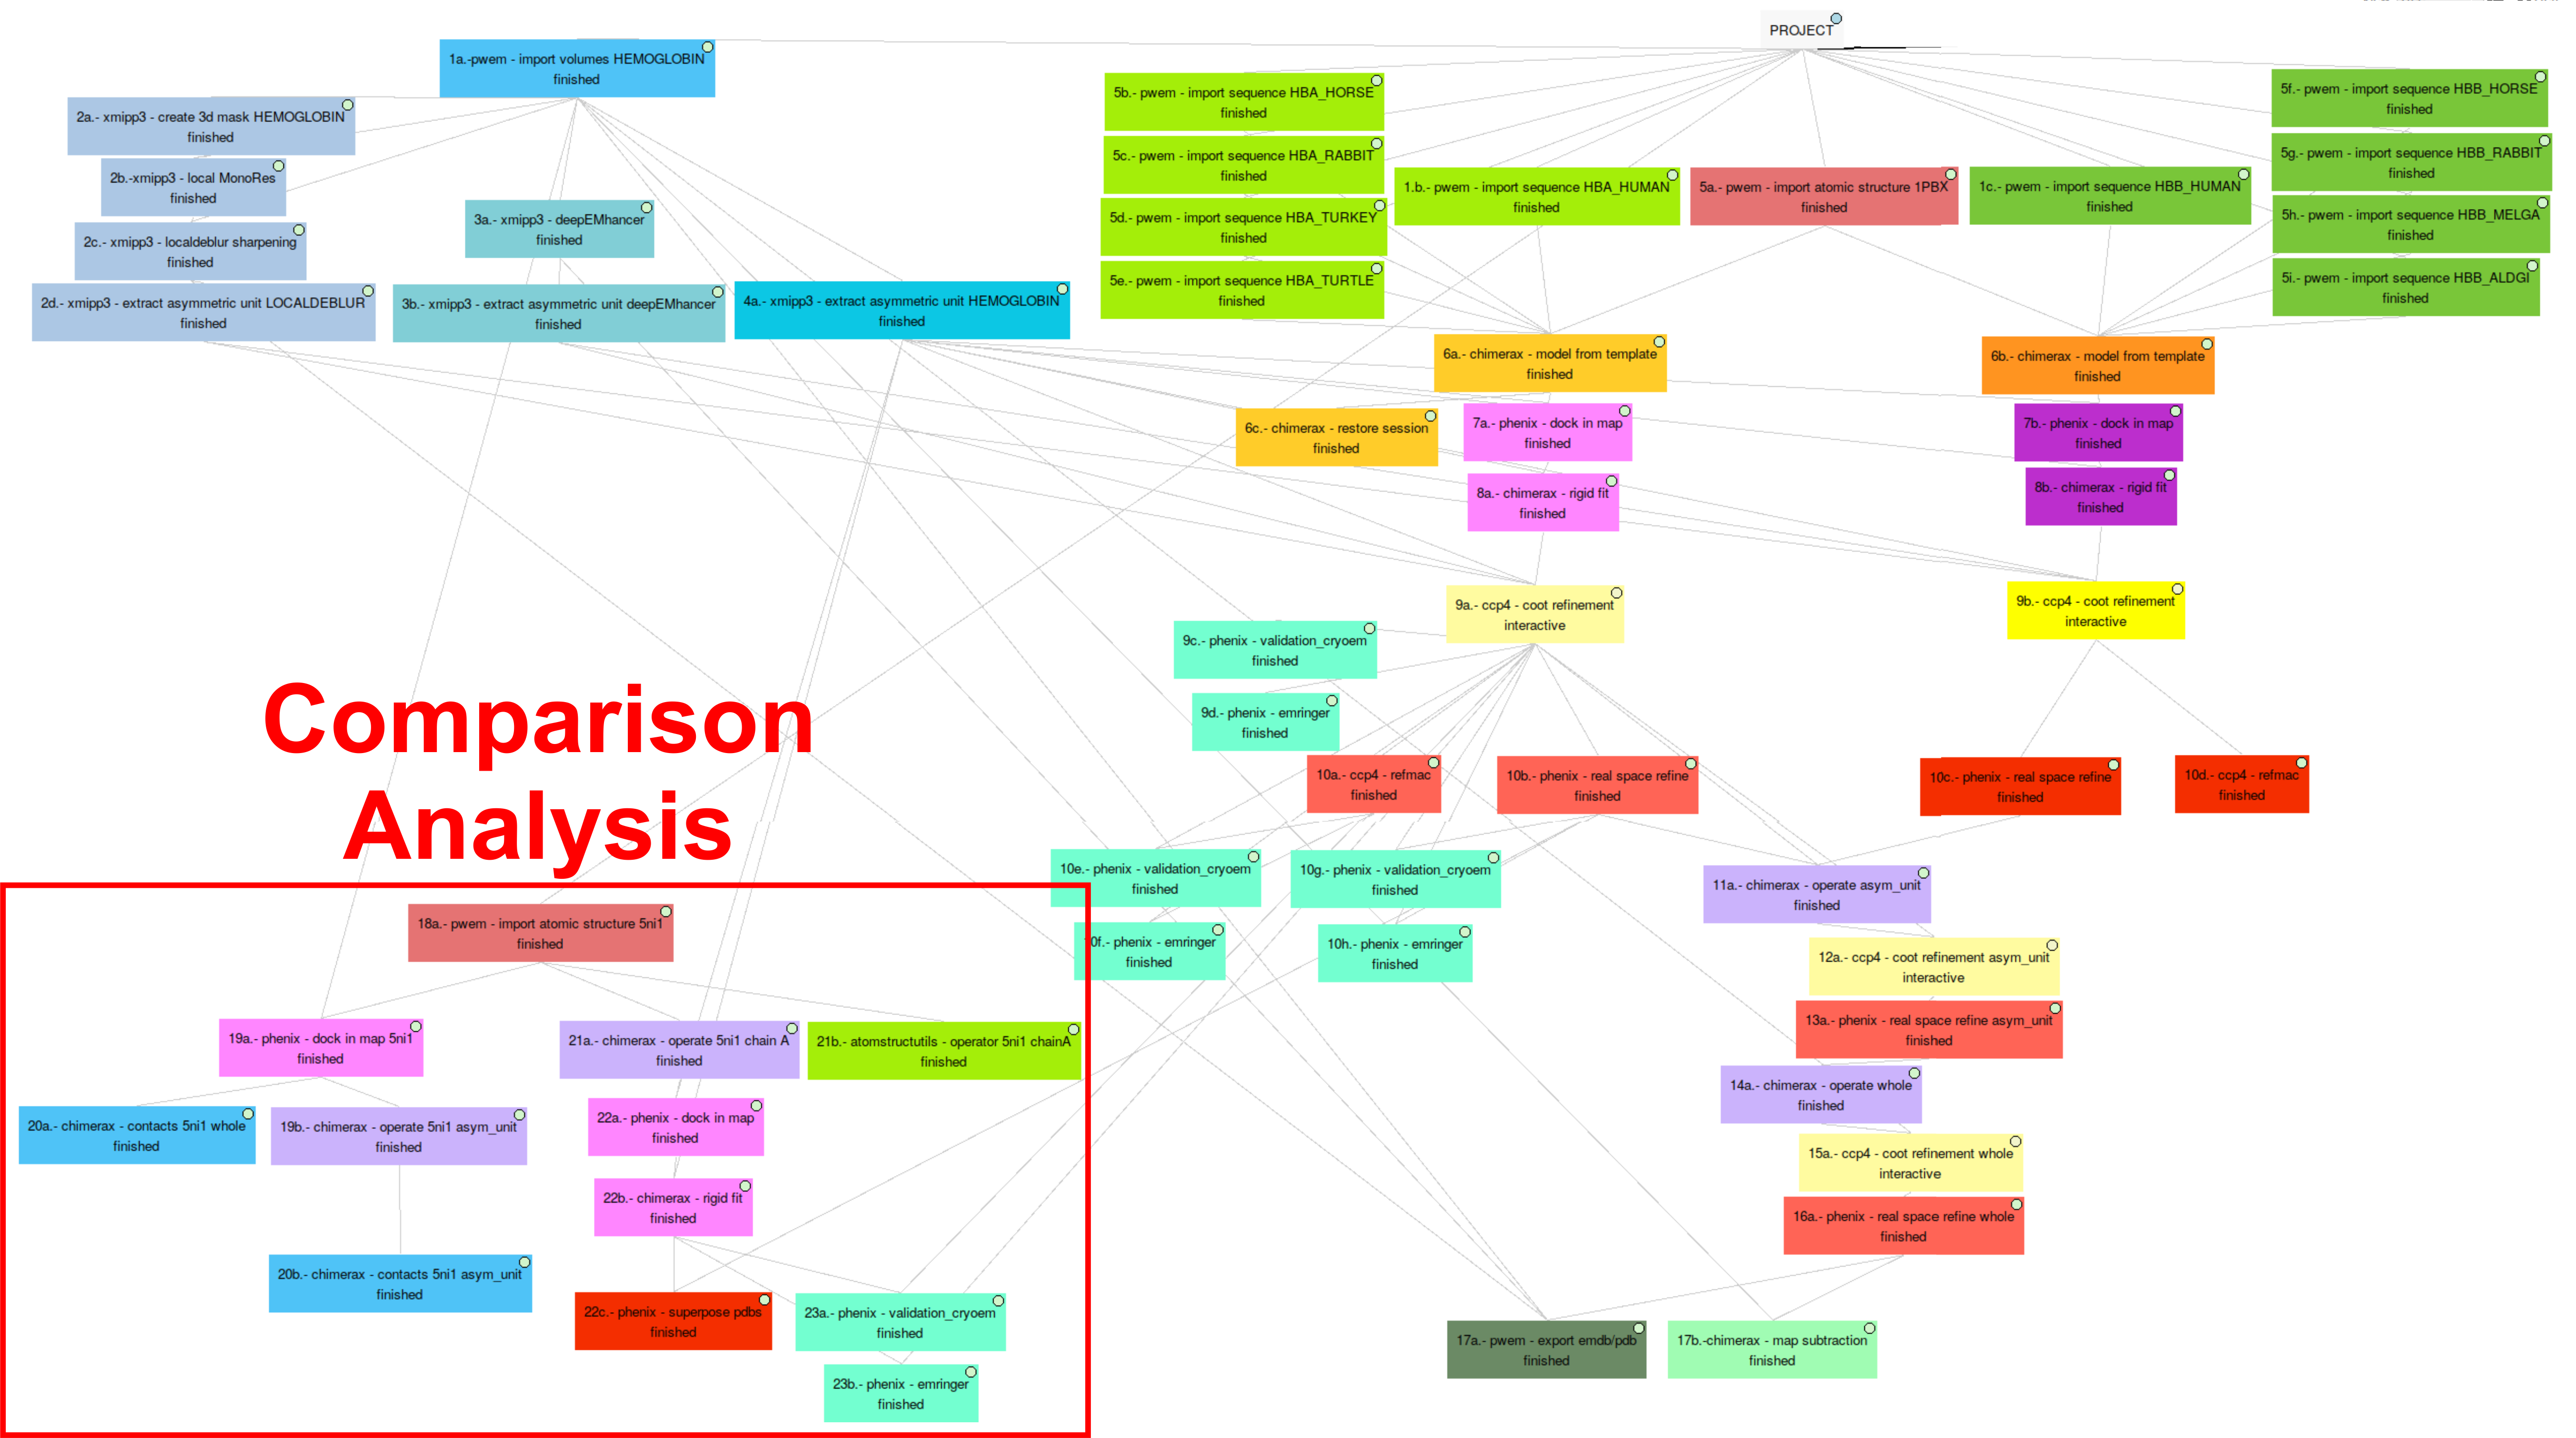 PROJECT
1a.-pwem - import volumes HEMOGLOBIN
finished
2a.- xmipp3 - create 3d mask HEMOGLOBIN
finished
2b.-xmipp3 - local MonoRes
finished
2c.- xmipp3 - localdeblur sharpening
finished
2d.- xmipp3 - extract asymmetric unit LOCALDEBLUR
finished
3a.- xmipp3 - deepEMhancer
finished
3b.- xmipp3 - extract asymmetric unit deepEMhancer
finished
4a.- xmipp3 - extract asymmetric unit HEMOGLOBIN
finished
5b.- pwem - import sequence HBA_HORSE
finished
5c.- pwem - import sequence HBA_RABBIT
finished
5d.- pwem - import sequence HBA_TURKEY
finished
5e.- pwem - import sequence HBA_TURTLE
finished
1.b.- pwem - import sequence HBA_HUMAN
finished
5a.- pwem - import atomic structure 1PBX
finished
1c.- pwem - import sequence HBB_HUMAN
finished
5f.- pwem - import sequence HBB_HORSE
finished
5g.- pwem - import sequence HBB_RABBIT
finished
5h.- pwem - import sequence HBB_MELGA
finished
5i.- pwem - import sequence HBB_ALDGI
finished
6a.- chimerax - model from template
finished
6b.- chimerax - model from template
finished
6c.- chimerax - restore session
finished
7a.- phenix - dock in map
finished
7b.- phenix - dock in map
finished
8a.- chimerax - rigid fit
finished
8b.- chimerax - rigid fit
finished
9a.- ccp4 - coot refinement
interactive
9b.- ccp4 - coot refinement
interactive
9c.- phenix - validation_cryoem
finished
9d.- phenix - emringer
finished
10a.- ccp4 - refmac
finished
10b.- phenix - real space refine
finished
10c.- phenix - real space refine
finished
10d.- ccp4 - refmac
finished
10e.- phenix - validation_cryoem
finished
10g.- phenix - validation_cryoem
finished
10f.- phenix - emringer
finished
10h.- phenix - emringer
finished
11a.- chimerax - operate asym_unit
finished
12a.- ccp4 - coot refinement asym_unit
interactive
13a.- phenix - real space refine asym_unit
finished
14a.- chimerax - operate whole
finished
15a.- ccp4 - coot refinement whole
interactive
16a.- phenix - real space refine whole
finished
17a.- pwem - export emdb/pdb
finished
17b.-chimerax - map subtraction
finished
Comparison
Analysis
18a.- pwem - import atomic structure 5ni1
finished
19a.- phenix - dock in map 5ni1
finished
21a.- chimerax - operate 5ni1 chain A
finished
21b.- atomstructutils - operator 5ni1 chainA
finished
20a.- chimerax - contacts 5ni1 whole
finished
19b.- chimerax - operate 5ni1 asym_unit
finished
22a.- phenix - dock in map
finished
22b.- chimerax - rigid fit
finished
20b.- chimerax - contacts 5ni1 asym_unit
finished
22c.- phenix - superpose pdbs
finished
23a.- phenix - validation_cryoem
finished
23b.- phenix - emringer
finished